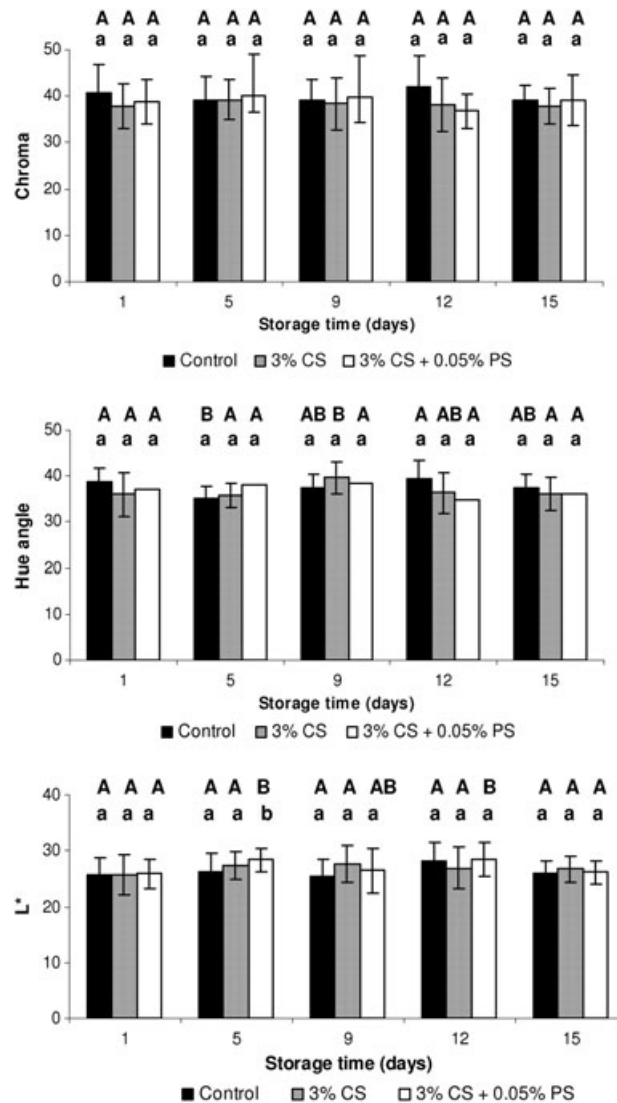 A A A A A A A A A A A A A A A
a a a a a a a a a a a a a a a
50
40
30
20
10
0
Chroma
1 5 9 12 15
Storage time (days)
Control 3% CS 3% CS + 0.05% PS
A A A B A A AB B A A AB A AB A A
a a a a a a a a a a a a a a a
50
40
30
20
10
0
Hue angle
1 5 9 12 15
Storage time (days)
Control 3% CS 3% CS + 0.05% PS
A A A A A B A A AB A A B A A A
a a a a a b a a a a a a a a a
40
30
20
10
0
L*
1 5 9 12 15
Storage time (days)
Control 3% CS 3% CS + 0.05% PS